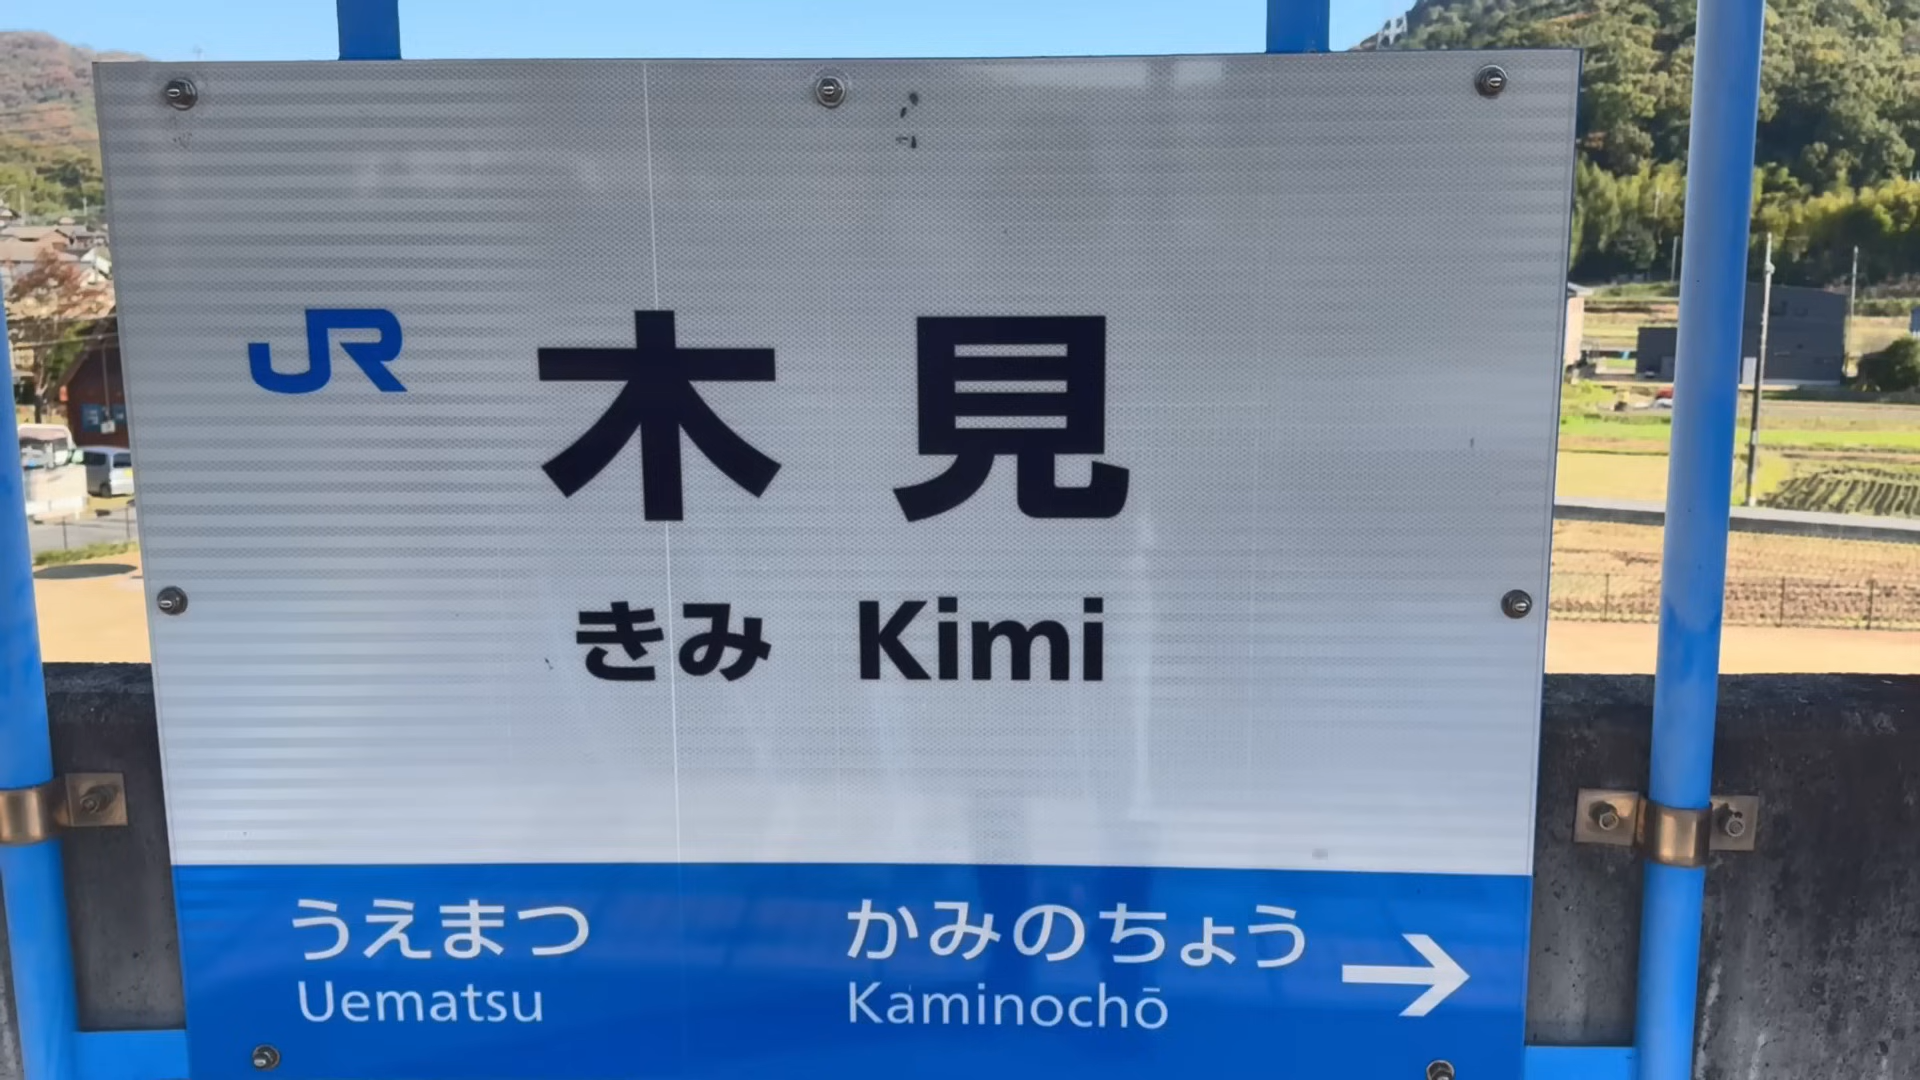 JR 木見
きみ Kimi
うえまつ かみのちょう →
Uematsu Kaminochō